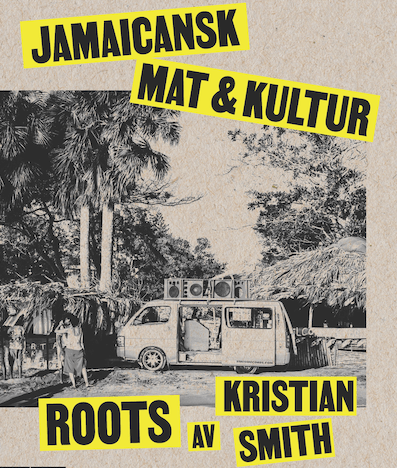 JAMAICANSK
MAT & KULTUR
ROOTS
AV
KRISTIAN
SMITH